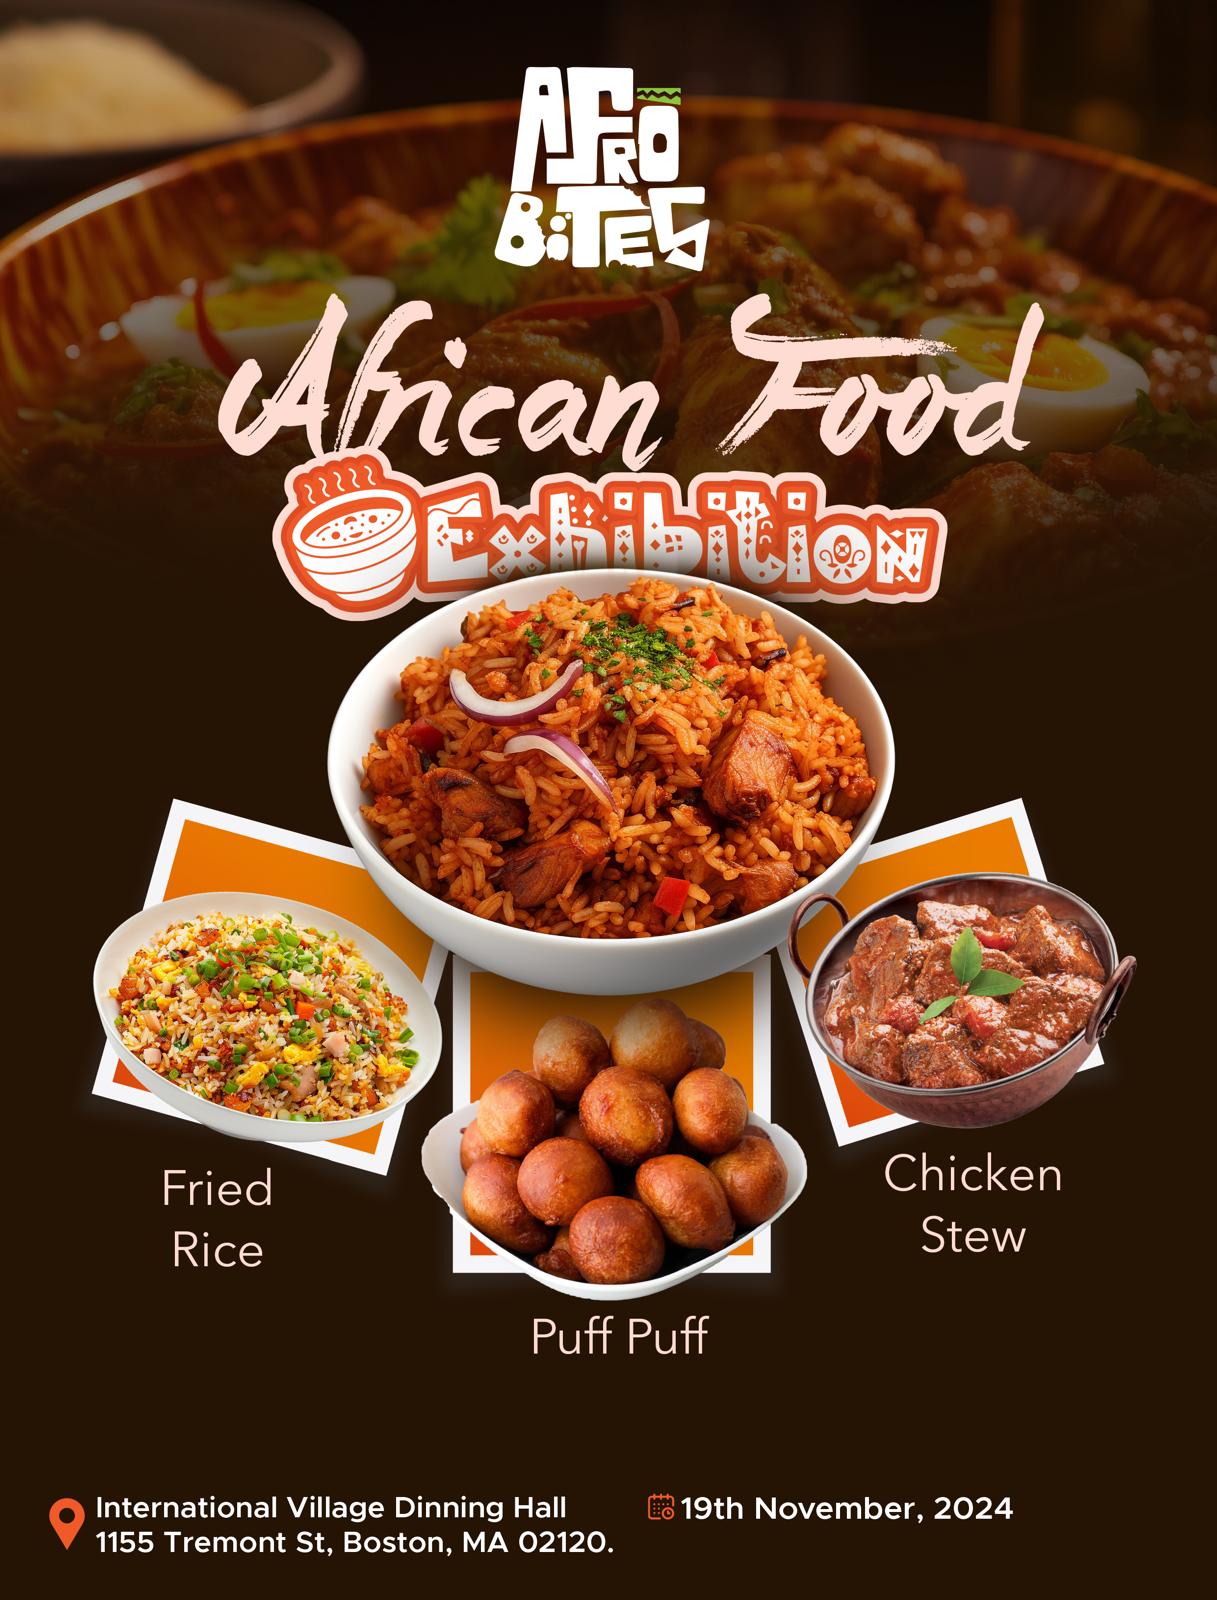 AFRO
BiTES
African Food
Exhibition
Fried
Rice
Chicken
Stew
Puff Puff
International Village Dinning Hall
1155 Tremont St, Boston, MA 02120.
19th November, 2024